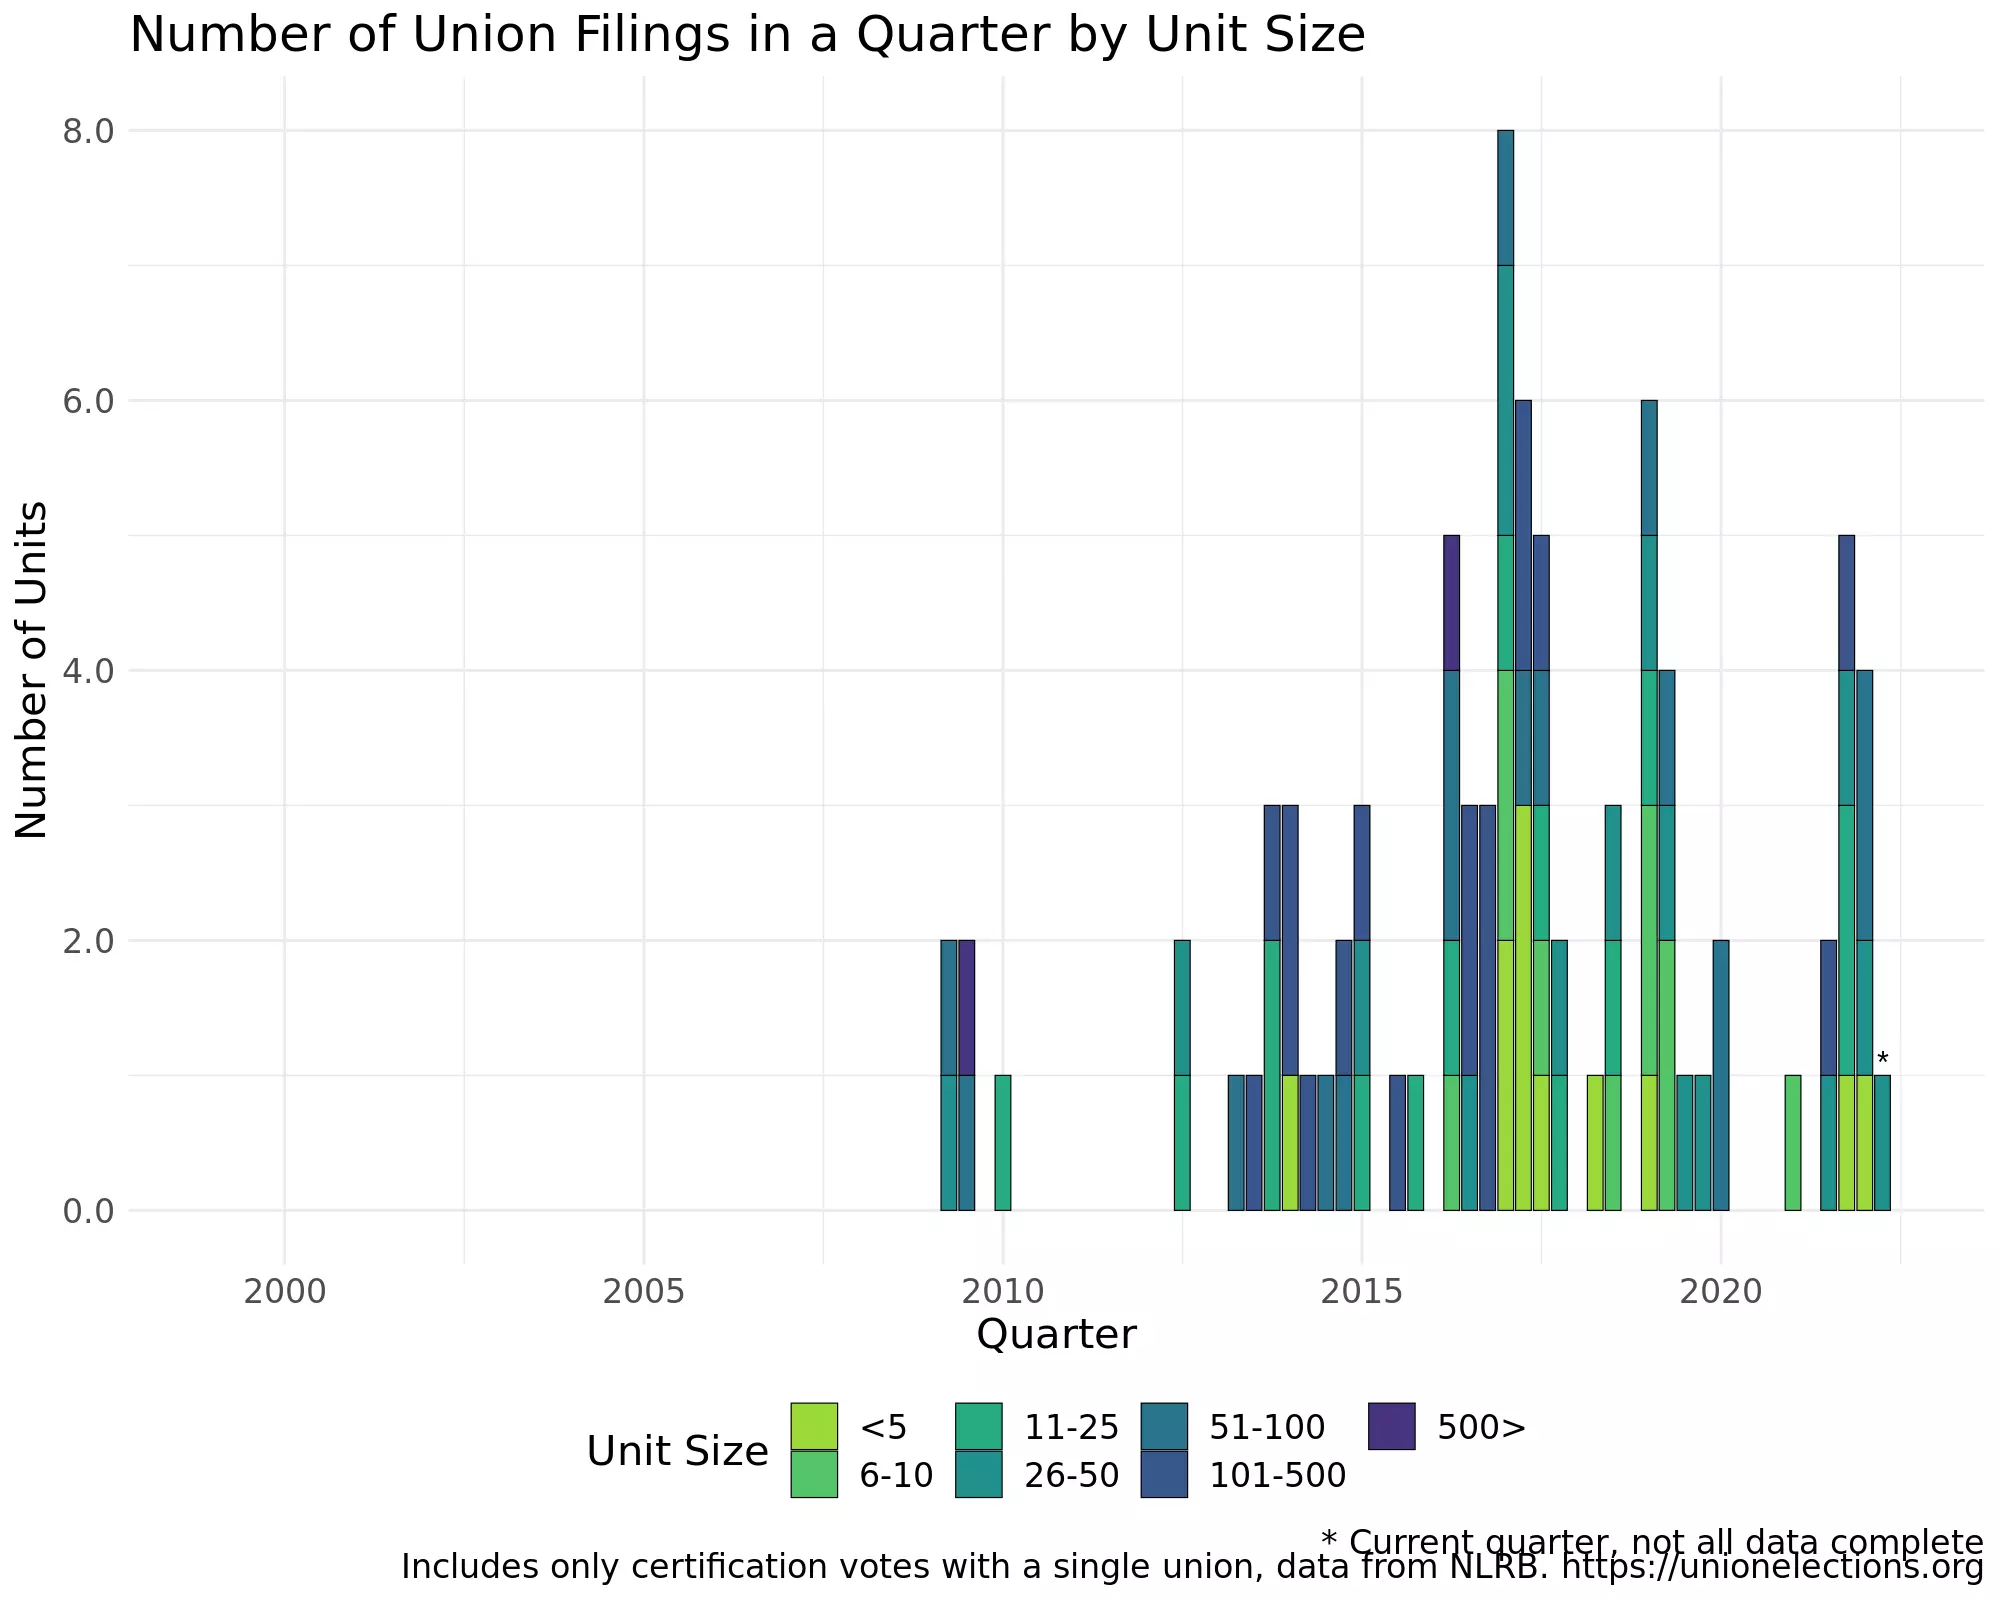 Number of Union Filings in a Quarter by Unit Size
8.0
6.0
4.0
2.0
0.0
Number of Units
*
2000 2005 2010 2015 2020
Quarter
Unit Size
<5 11-25 51-100 500>
6-10 26-50 101-500
* Current quarter, not all data complete
Includes only certification votes with a single union, data from NLRB. https://unionelections.org